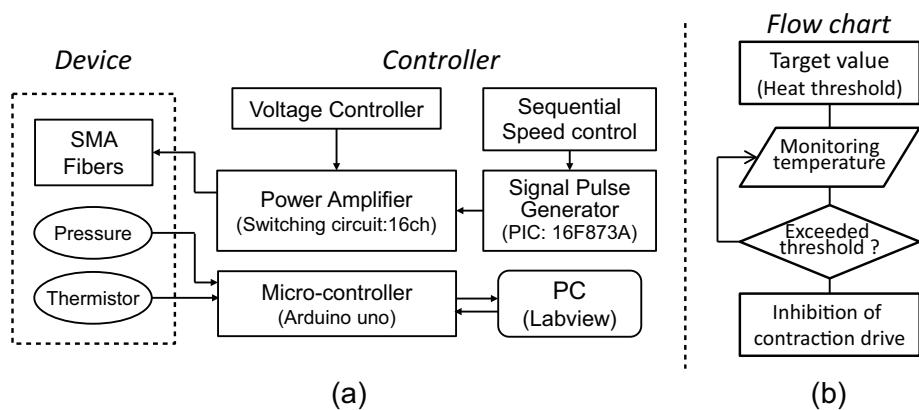 Device
Controller
Flow chart
Voltage Controller
Sequential
Speed control
SMA
Fibers
Power Amplifier
(Switching circuit:16ch)
Signal Pulse
Generator
(PIC: 16F873A)
Pressure
Thermistor
Micro-controller
(Arduino uno)
PC
(Labview)
(a)
Target value
(Heat threshold)
Monitoring
temperature
Exceeded
threshold ?
Inhibition of
contraction drive
(b)